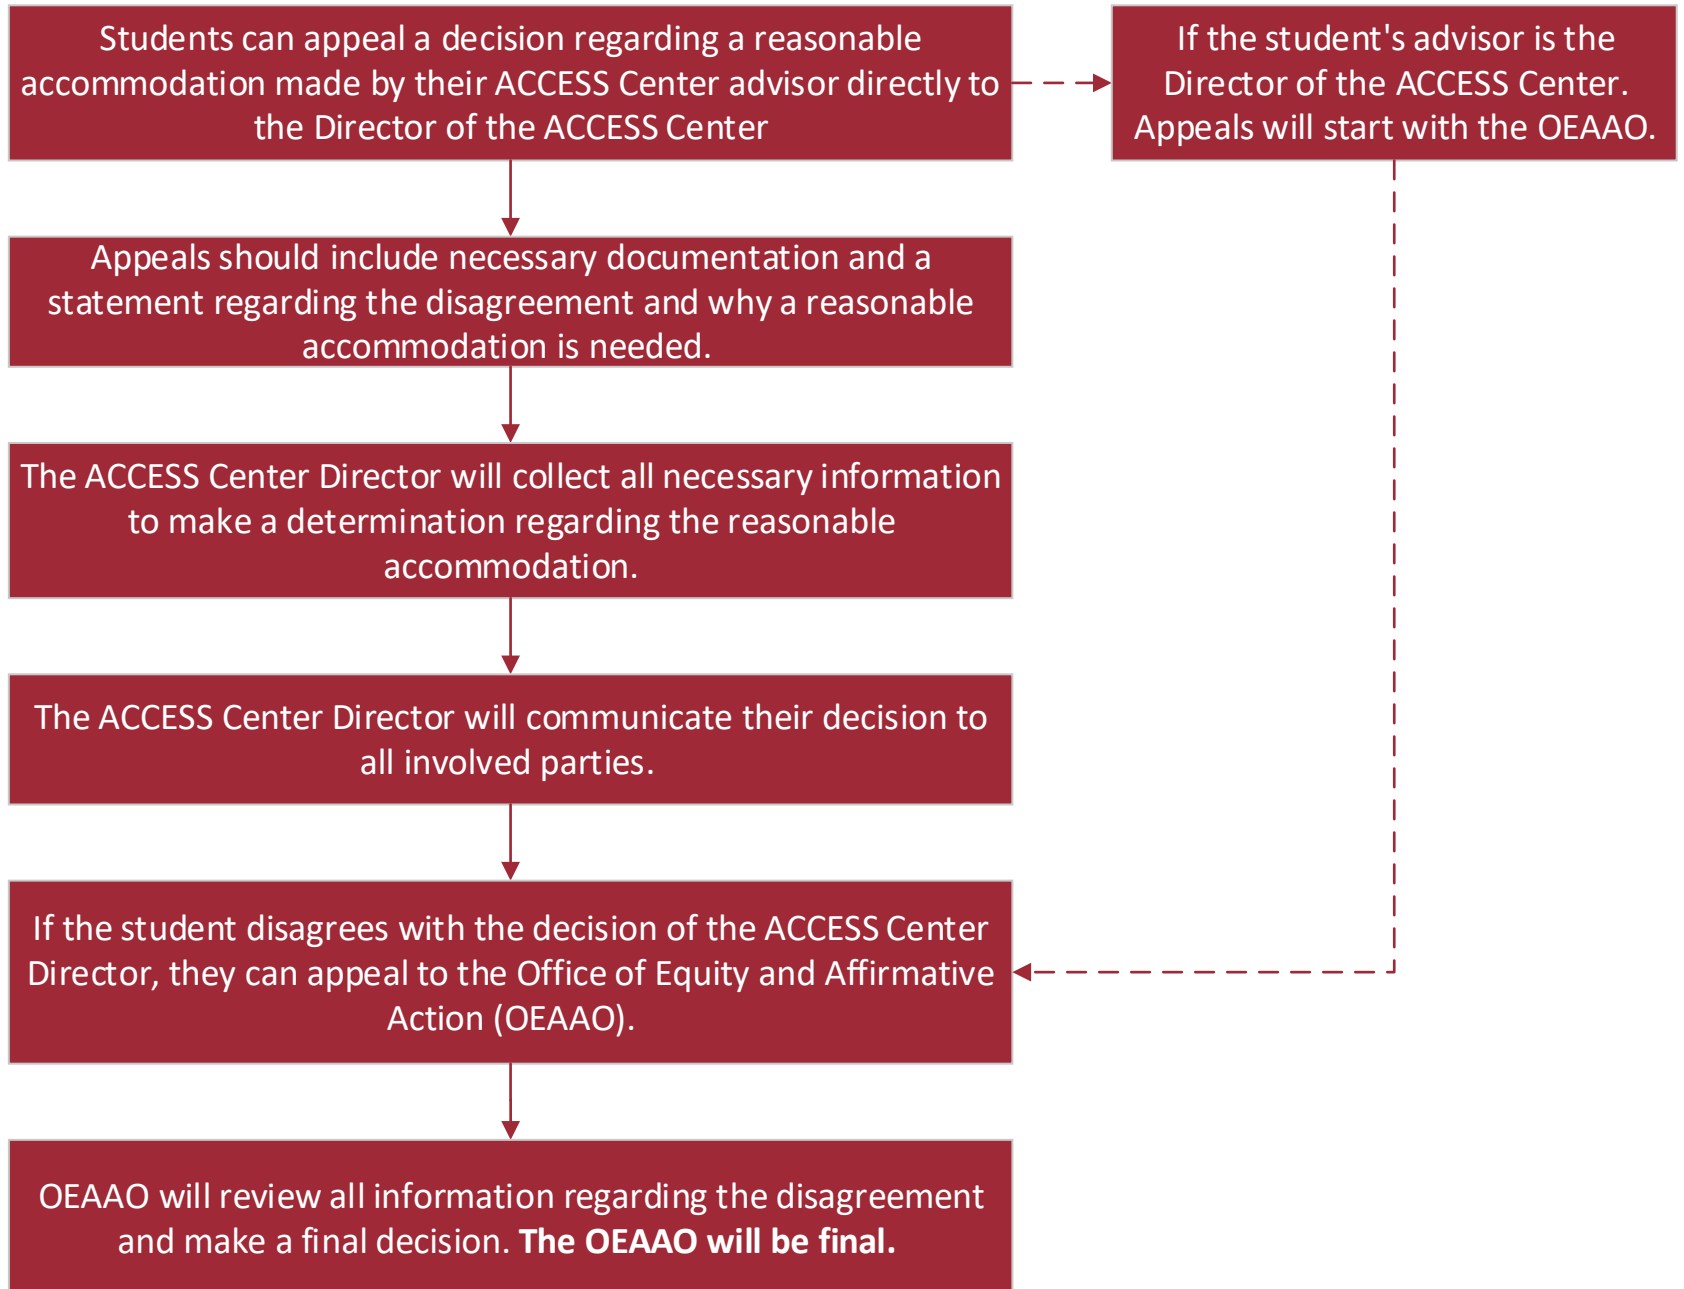 Students can appeal a decision regarding a reasonable
accommodation made by their ACCESS Center advisor directly to
the Director of the ACCESS Center
If the student's advisor is the
Director of the ACCESS Center.
Appeals will start with the OEAAO.
Appeals should include necessary documentation and a
statement regarding the disagreement and why a reasonable
accommodation is needed.
The ACCESS Center Director will collect all necessary information
to make a determination regarding the reasonable
accommodation.
The ACCESS Center Director will communicate their decision to
all involved parties.
If the student disagrees with the decision of the ACCESS Center
Director, they can appeal to the Office of Equity and Affirmative
Action (OEAAO).
OEAAO will review all information regarding the disagreement
and make a final decision. The OEAAO will be final.